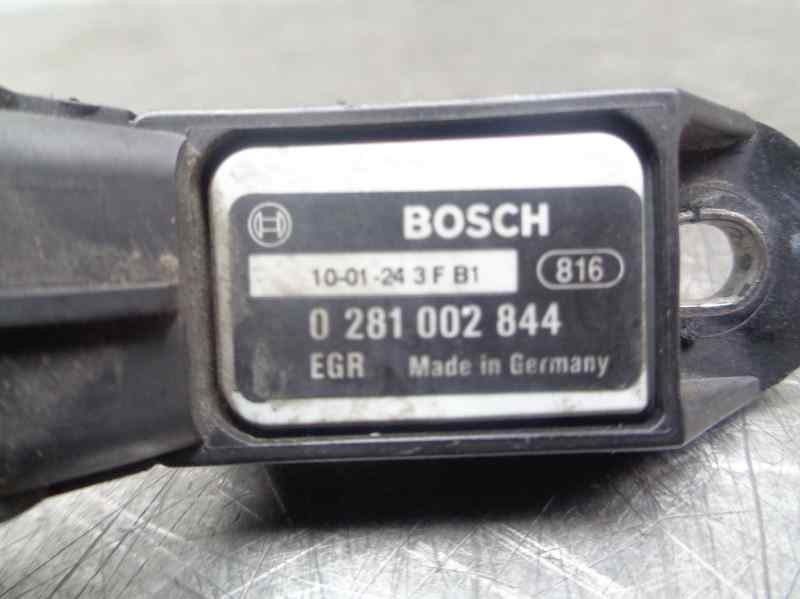 BOSCH
10-01-24 3 F B1 816
0 281 002 844
EGR Made in Germany